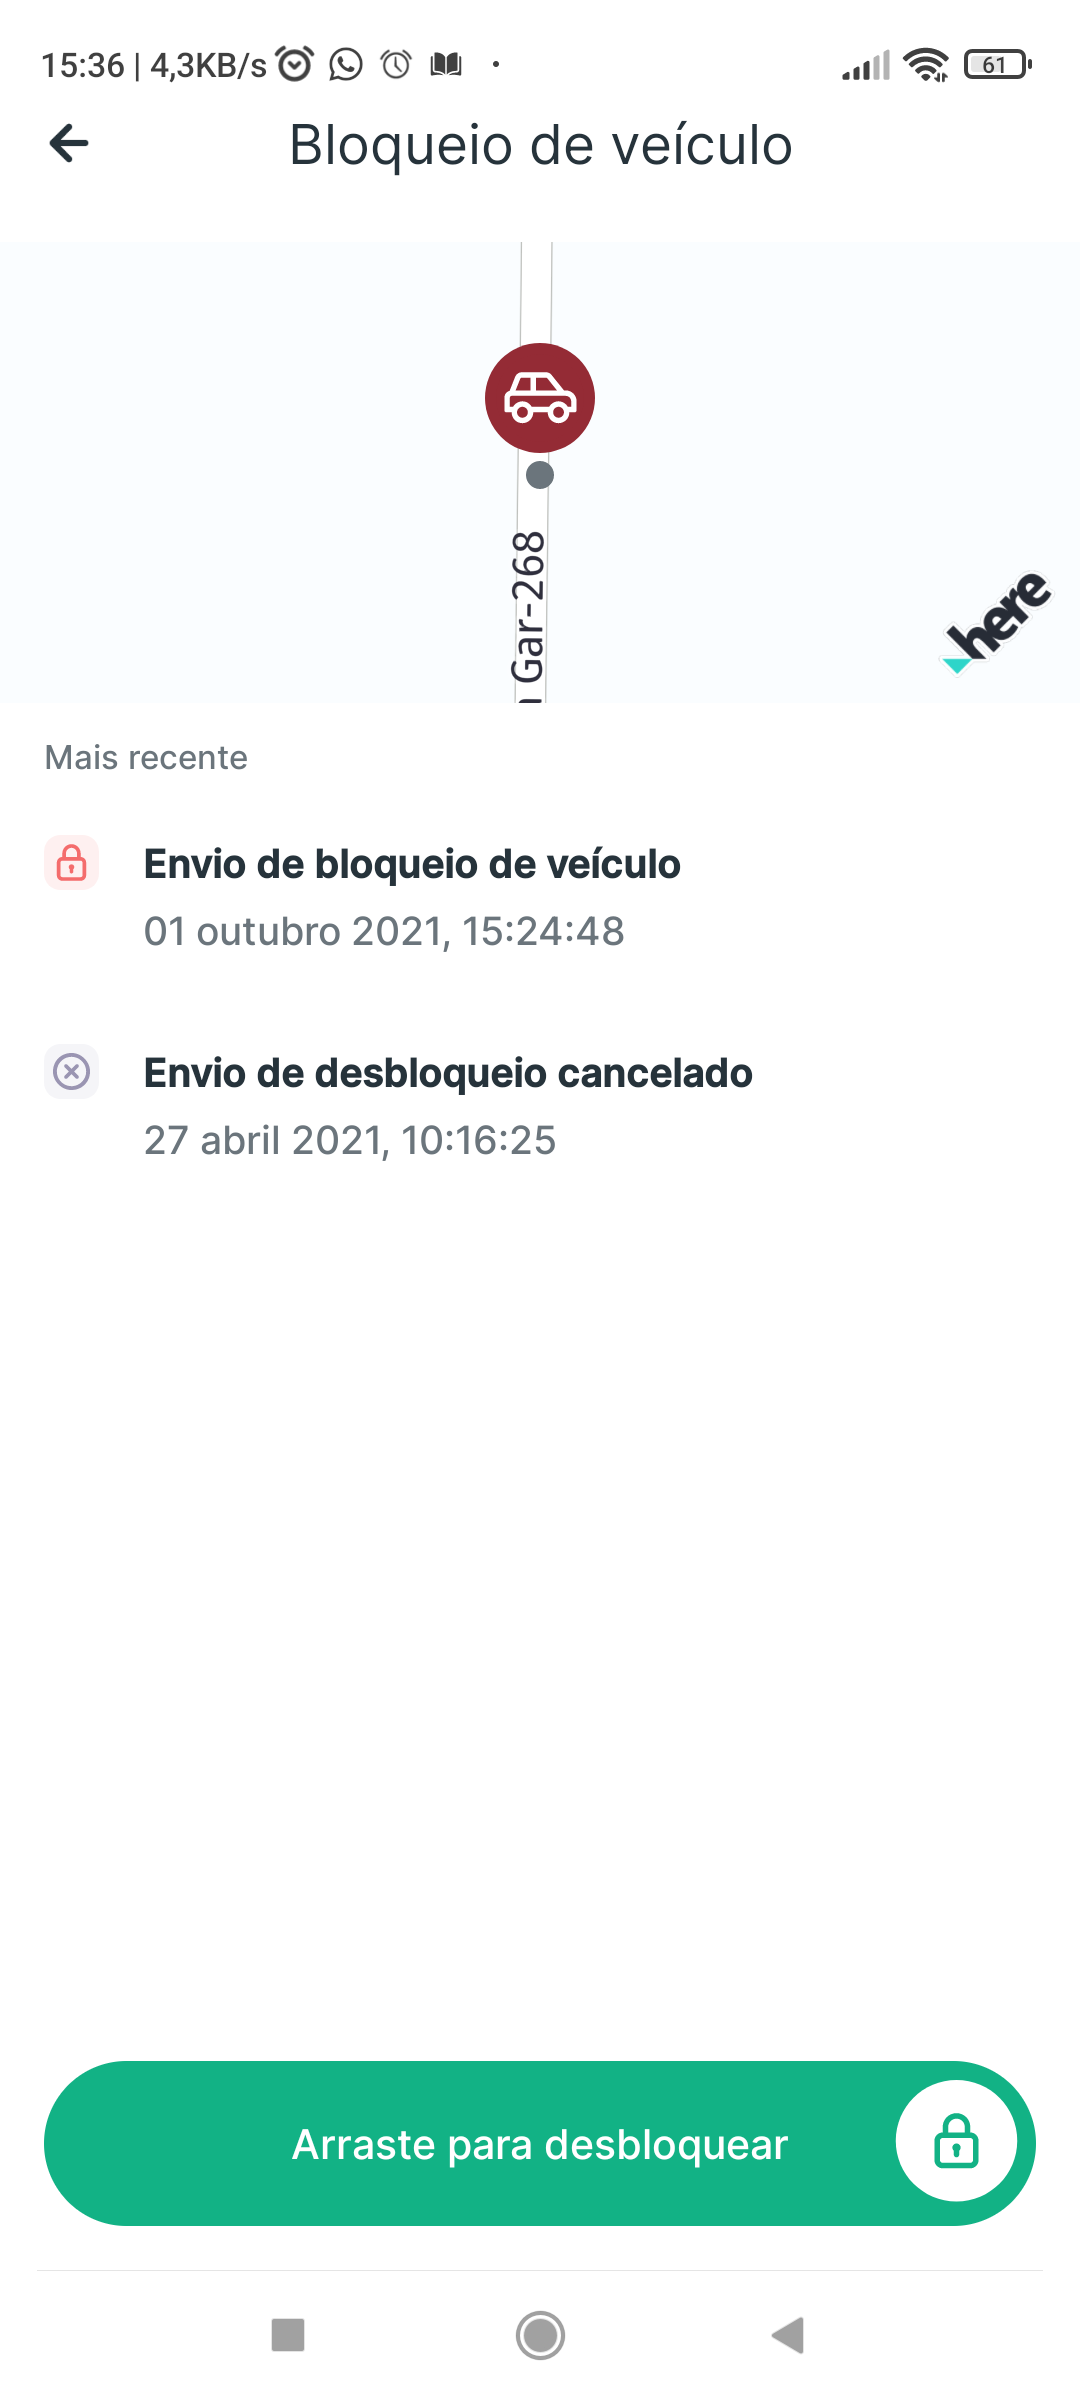 15:36 | 4,3KB/s
61
Bloqueio de veículo
Gar-268
here
Mais recente
Envio de bloqueio de veículo
01 outubro 2021, 15:24:48
Envio de desbloqueio cancelado
27 abril 2021, 10:16:25
Arraste para desbloquear